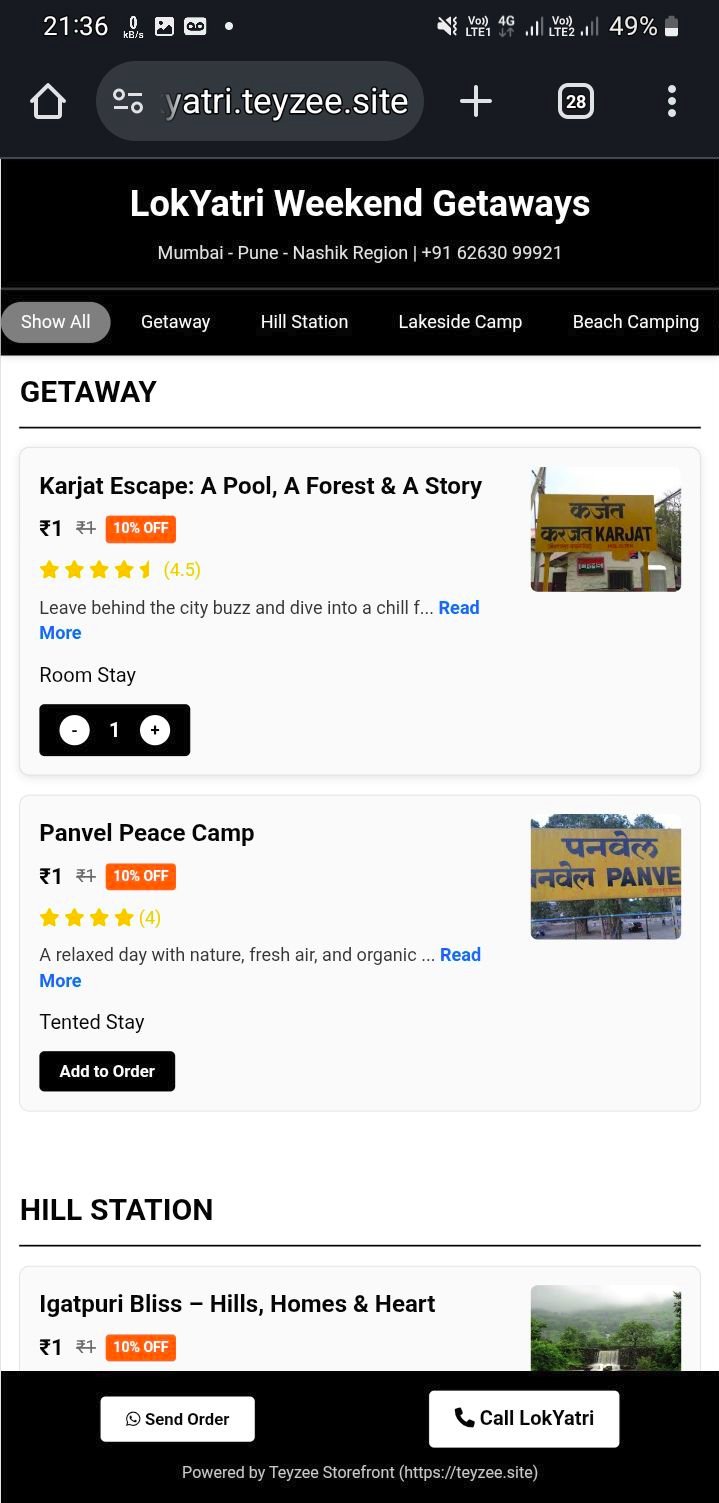 21:36
0
kB/s
Vo))
LTE1
4G
Vo))
LTE2
49%
yatri.teyzee.site
28
LokYatri Weekend Getaways
Mumbai - Pune - Nashik Region | +91 62630 99921
Show All
Getaway
Hill Station
Lakeside Camp
Beach Camping
GETAWAY
Karjat Escape: A Pool, A Forest & A Story
₹1 ₹1 10% OFF
(4.5)
Leave behind the city buzz and dive into a chill f... Read
More
Room Stay
- 1 +
कर्जत
करजत KARJAT
Panvel Peace Camp
₹1 ₹1 10% OFF
(4)
A relaxed day with nature, fresh air, and organic ... Read
More
Tented Stay
Add to Order
पनवेल
नवेल PANVE
HILL STATION
Igatpuri Bliss – Hills, Homes & Heart
₹1 ₹1 10% OFF
Send Order
Call LokYatri
Powered by Teyzee Storefront (https://teyzee.site)